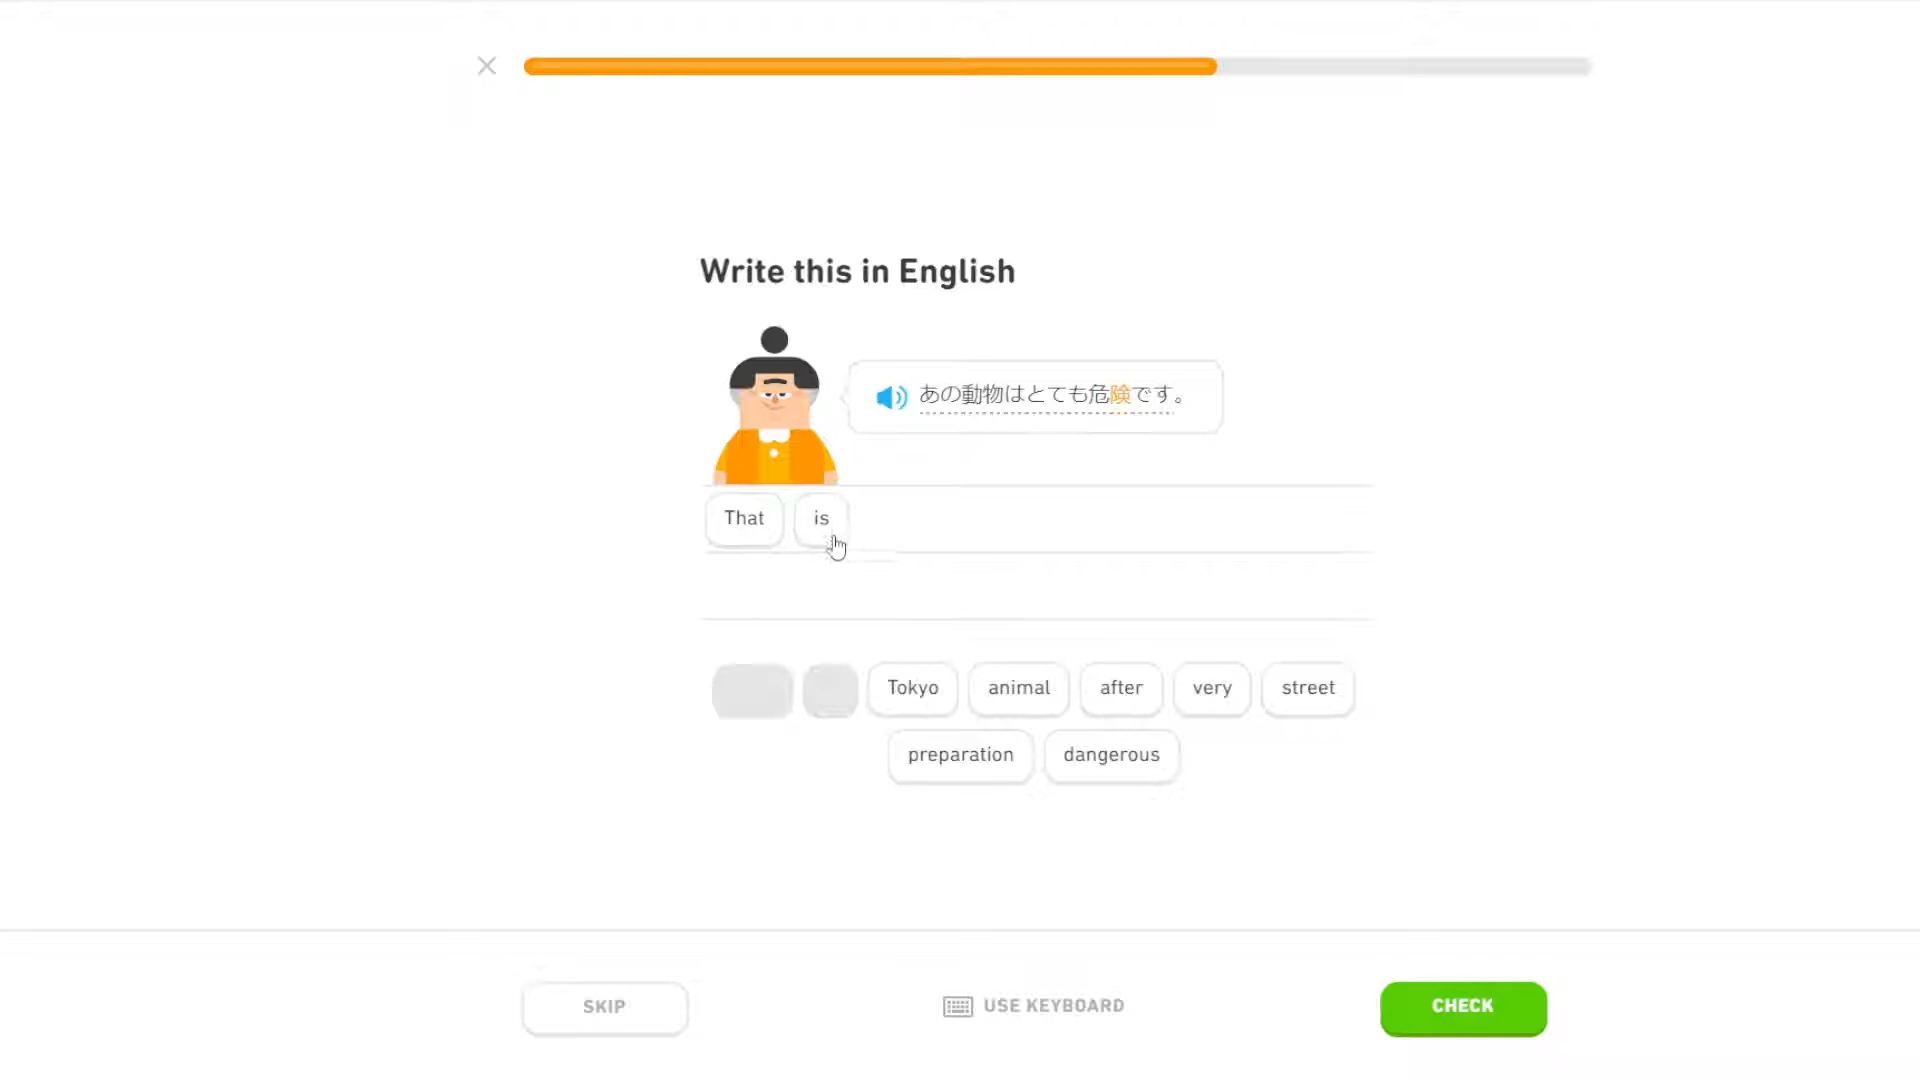 Write this in English
あの動物はとても危険です。
That is
Tokyo animal after very street
preparation dangerous
SKIP USE KEYBOARD CHECK